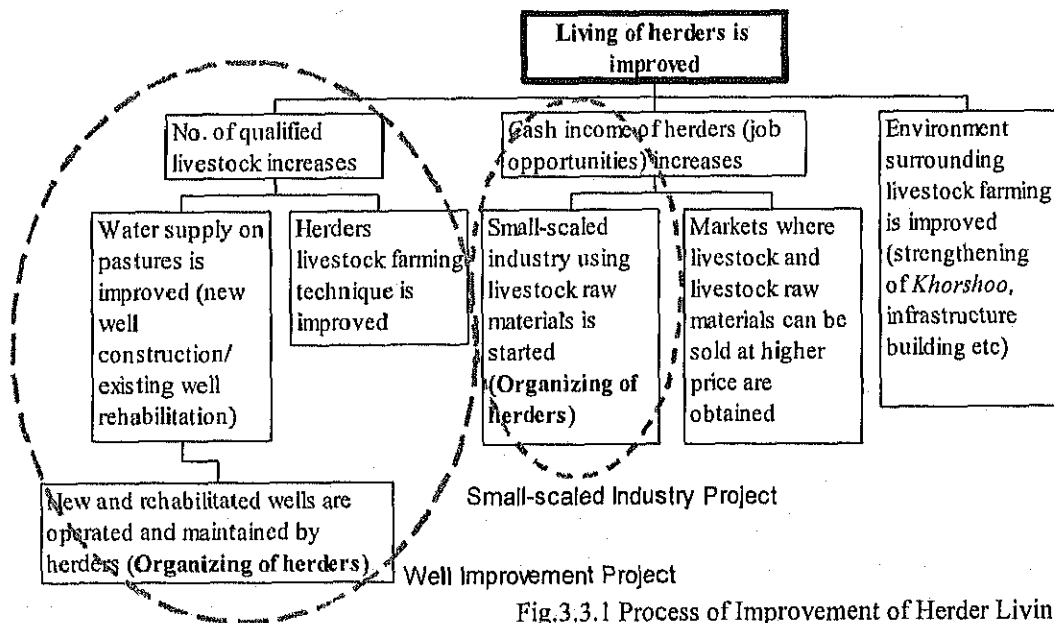 Living of herders is
improved
No. of qualified
livestock increases
Cash income of herders (job
opportunities) increases
Environment
surrounding
livestock farming
is improved
(strengthening
of Khorshoo,
infrastructure
building etc)
Water supply on
pastures is
improved (new
well
construction/
existing well
rehabilitation)
Herders
livestock farming
technique is
improved
Small-scaled
industry using
livestock raw
materials is
started
(Organizing of
herders)
Markets where
livestock and
livestock raw
materials can be
sold at higher
price are
obtained
New and rehabilitated wells are
operated and maintained by
herders (Organizing of herders)
Small-scaled Industry Project
Well Improvement Project
Fig.3.3.1 Process of Improvement of Herder Livin